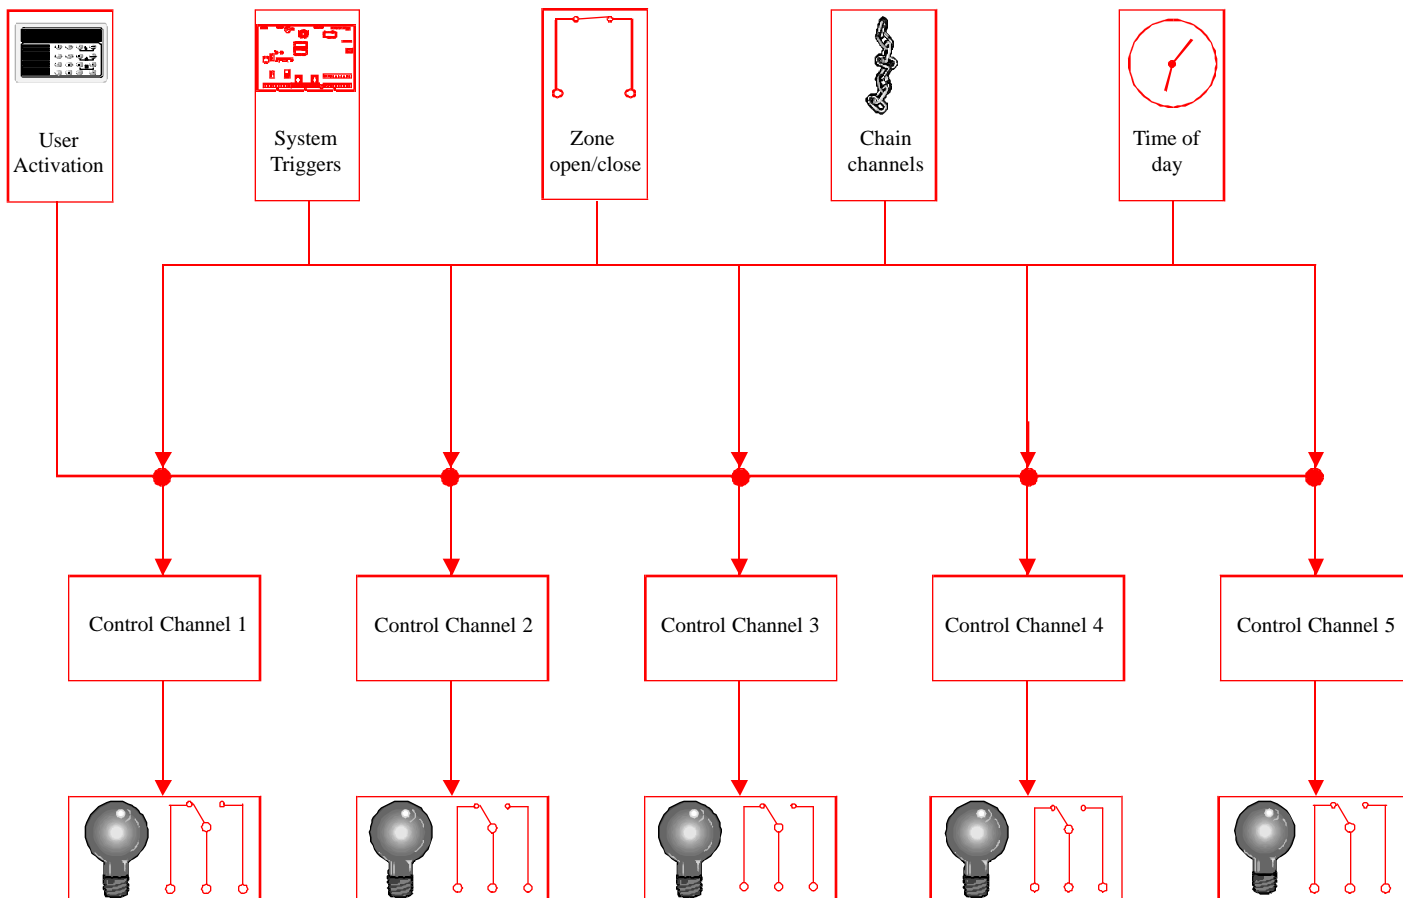 User
Activation
System
Triggers
Zone
open/close
Chain
channels
Time of
day
Control Channel 1
Control Channel 2
Control Channel 3
Control Channel 4
Control Channel 5